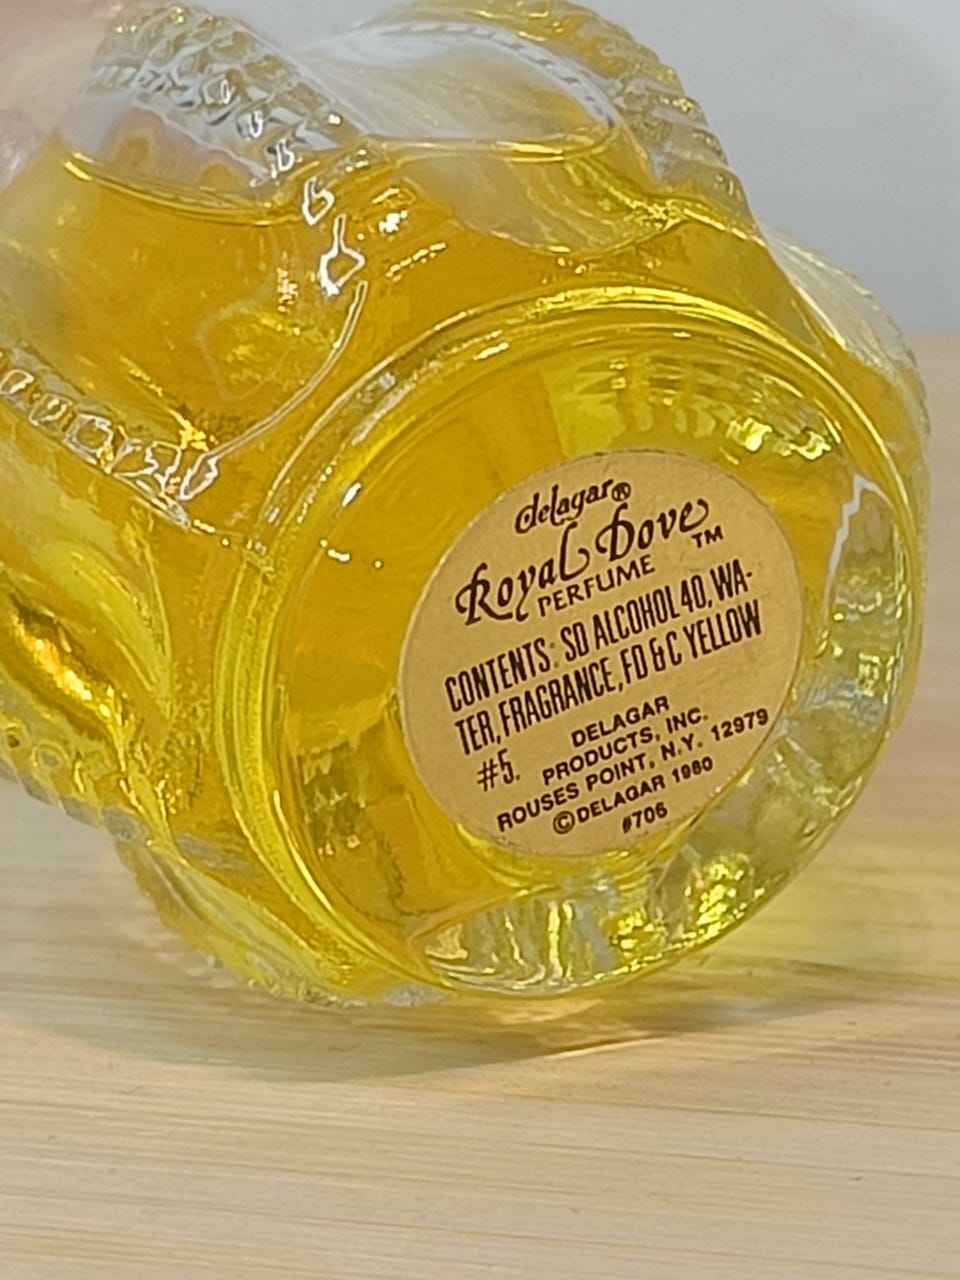 delagar®
Royal Dove™
PERFUME
CONTENTS: SD ALCOHOL 40, WA-
TER, FRAGRANCE, FD & C YELLOW
#5.
DELAGAR
PRODUCTS, INC.
ROUSES POINT, N.Y. 12979
©DELAGAR 1980
#706